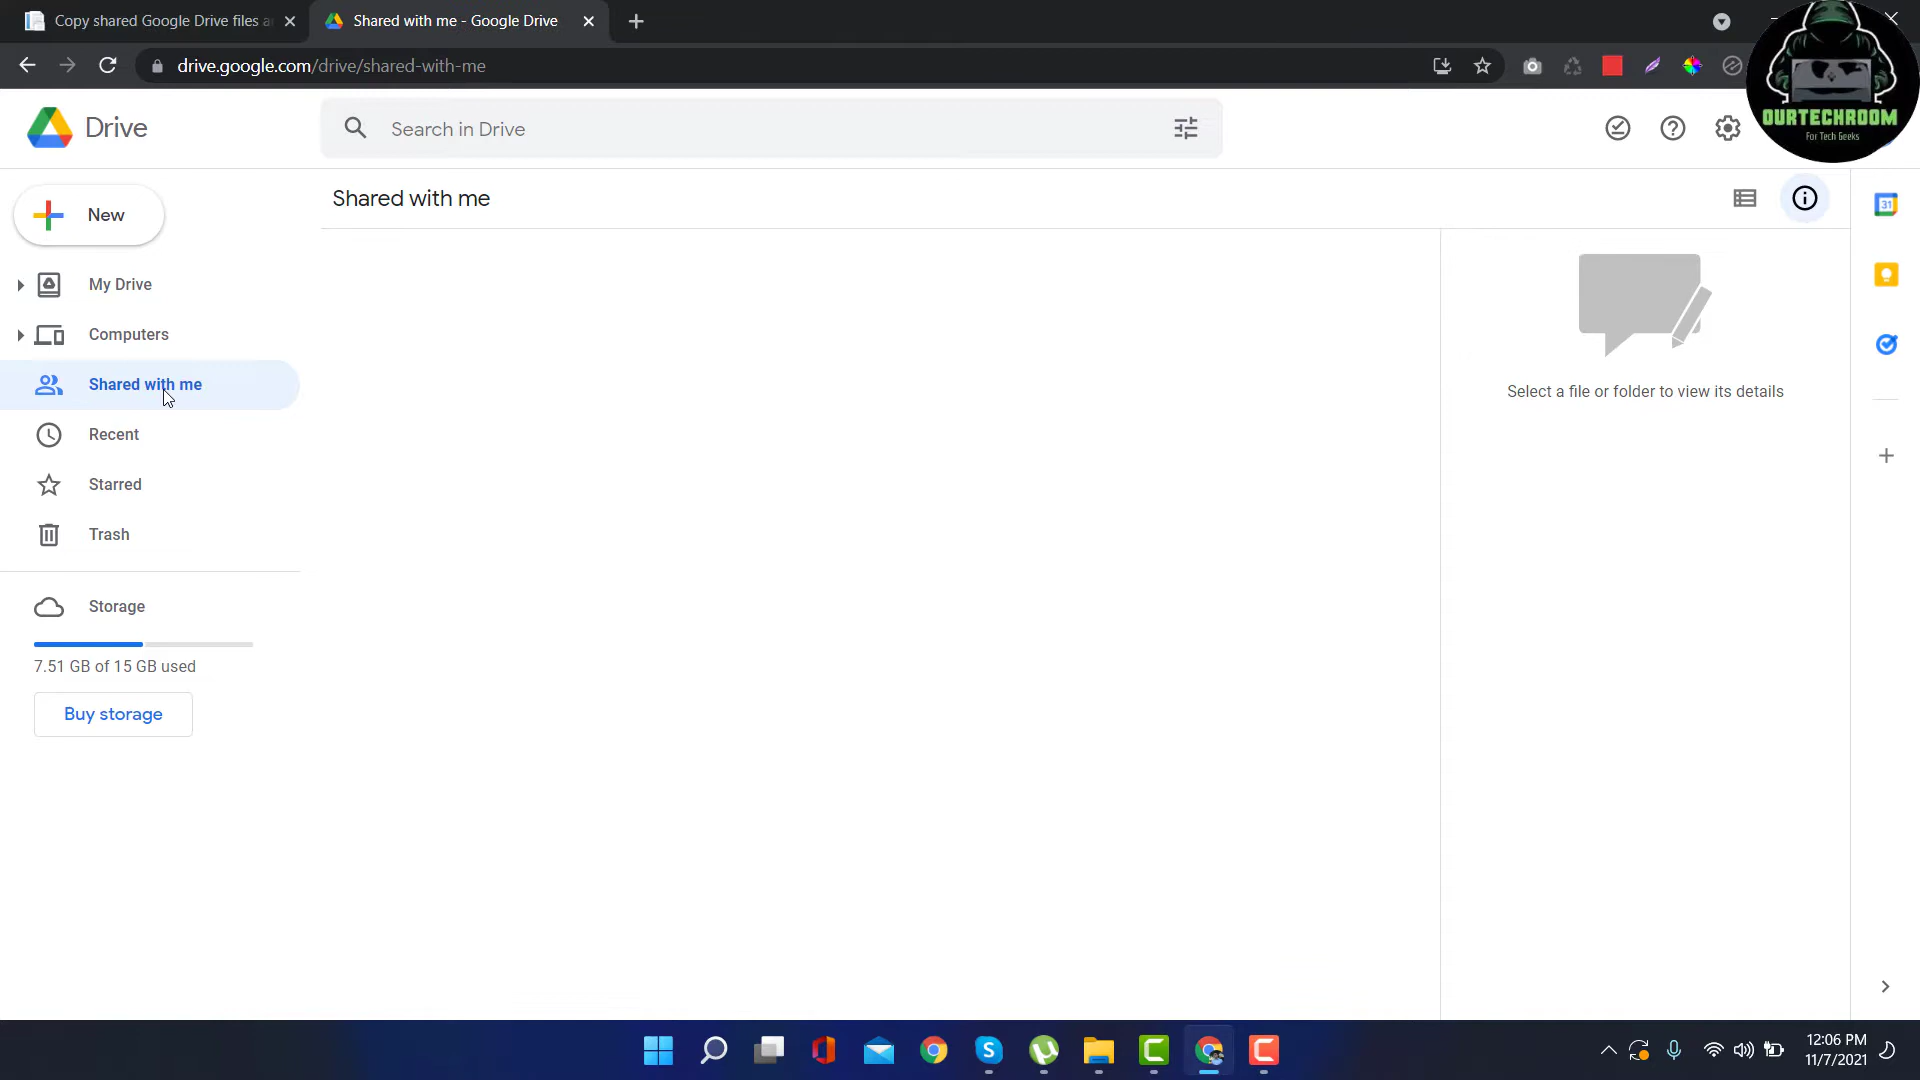 Copy shared Google Drive files a
Shared with me - Google Drive
drive.google.com/drive/shared-with-me
OURTECHROOM
For Tech Geeks
Drive
Search in Drive
New
Shared with me
My Drive
Computers
Shared with me
Recent
Starred
Trash
Storage
7.51 GB of 15 GB used
Buy storage
Select a file or folder to view its details
31
12:06 PM
11/7/2021